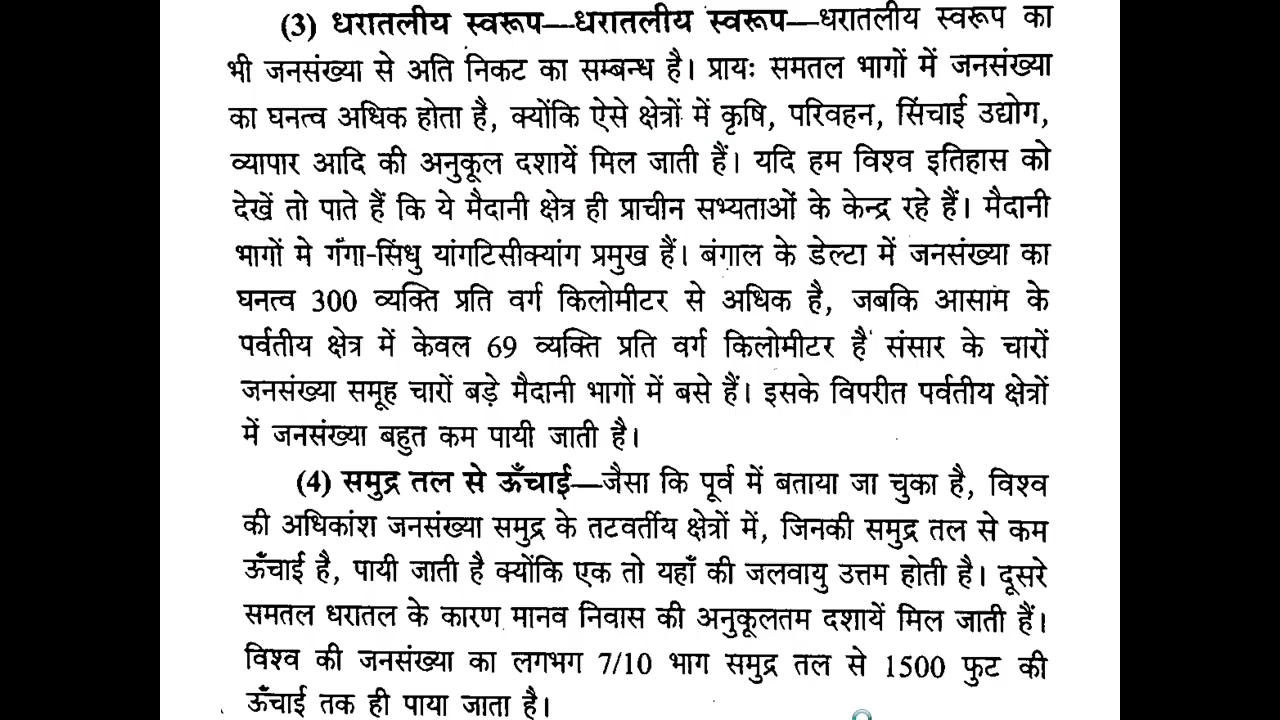 (3) धरातलीय स्वरूप—धरातलीय स्वरूप—धरातलीय स्वरूप का
भी जनसंख्या से अति निकट का सम्बन्ध है। प्रायः समतल भागों में जनसंख्या
का घनत्व अधिक होता है, क्योंकि ऐसे क्षेत्रों में कृषि, परिवहन, सिंचाई उद्योग,
व्यापार आदि की अनुकूल दशायें मिल जाती हैं। यदि हम विश्व इतिहास को
देखें तो पाते हैं कि ये मैदानी क्षेत्र ही प्राचीन सभ्यताओं के केन्द्र रहे हैं। मैदानी
भागों मे गँगा-सिंधु यांगटिसीक्यांग प्रमुख हैं। बंगाल के डेल्टा में जनसंख्या का
घनत्व 300 व्यक्ति प्रति वर्ग किलोमीटर से अधिक है, जबकि आसाम के
पर्वतीय क्षेत्र में केवल 69 व्यक्ति प्रति वर्ग किलोमीटर है संसार के चारों
जनसंख्या समूह चारों बड़े मैदानी भागों में बसे हैं। इसके विपरीत पर्वतीय क्षेत्रों
में जनसंख्या बहुत कम पायी जाती है।
(4) समुद्र तल से ऊँचाई—जैसा कि पूर्व में बताया जा चुका है, विश्व
की अधिकांश जनसंख्या समुद्र के तटवर्तीय क्षेत्रों में, जिनकी समुद्र तल से कम
ऊँचाई है, पायी जाती है क्योंकि एक तो यहाँ की जलवायु उत्तम होती है। दूसरे
समतल धरातल के कारण मानव निवास की अनुकूलतम दशायें मिल जाती हैं।
विश्व की जनसंख्या का लगभग 7/10 भाग समुद्र तल से 1500 फुट की
ऊँचाई तक ही पाया जाता है।